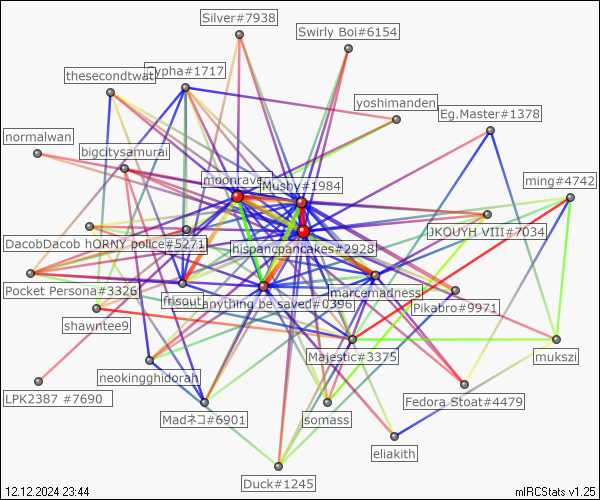 Silver#7938
Swirly Boi#6154
thesecondtwat
Cypha#1717
yoshimanden
Eg.Master#1378
normalwan
bigcitysamurai
moonrave
Mushy#1984
ming#4742
JKOUYH VIII#7034
DacobDacob hORNY police#5271
hispancpancakes#2928
Pocket Persona#3326
frisout
anything be saved#0396
marcemadness
Pikabro#9971
shawntee9
Majestic#3375
mukszi
neokingghidorah
LPK2387 #7690
Madネコ#6901
somass
Fedora Stoat#4479
eliakith
Duck#1245
12.12.2024 23:44
mIRCStats v1.25